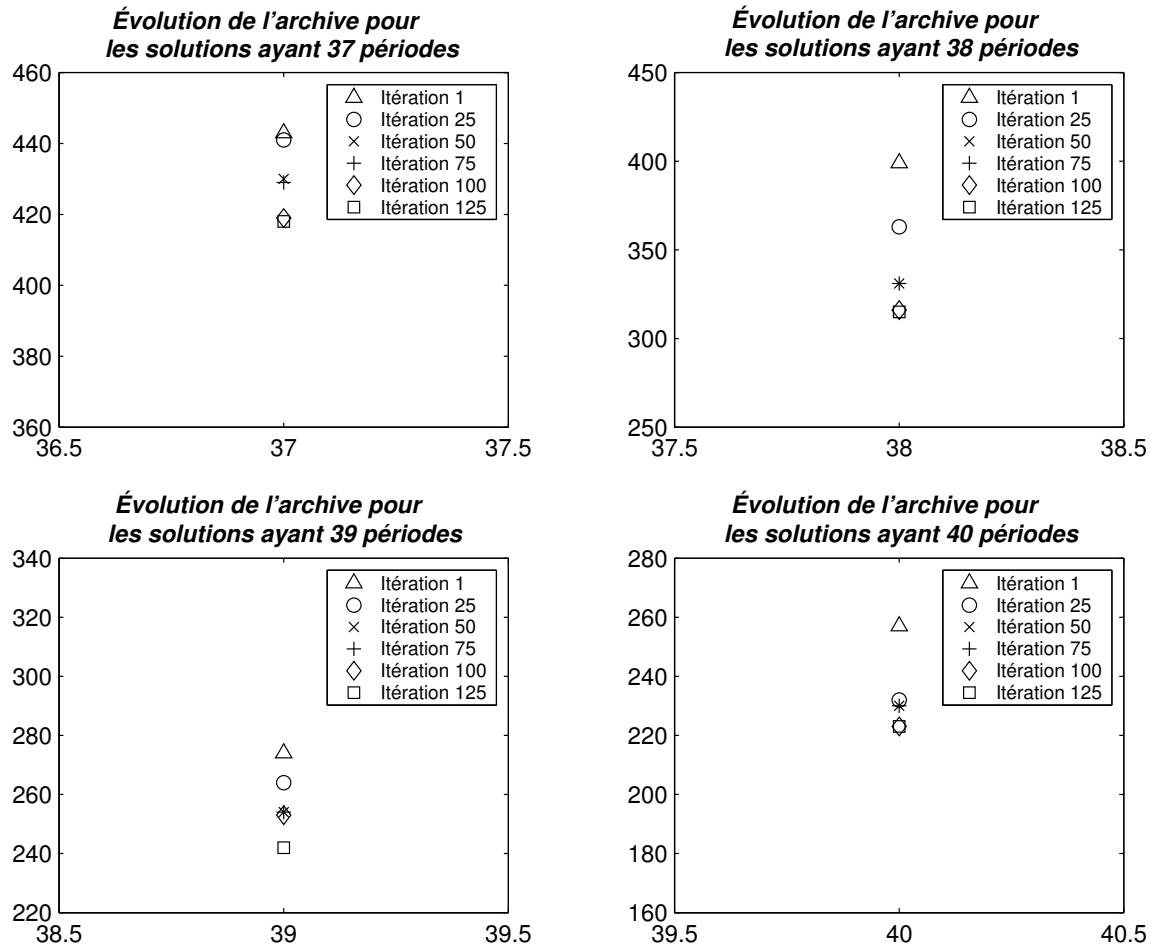 Évolution de l'archive pour
les solutions ayant 37 périodes
460
440
420
400
380
360
36.5
37
37.5
Itération 1
Itération 25
Itération 50
Itération 75
Itération 100
Itération 125
Évolution de l'archive pour
les solutions ayant 38 périodes
450
400
350
300
250
37.5
38
38.5
Itération 1
Itération 25
Itération 50
Itération 75
Itération 100
Itération 125
Évolution de l'archive pour
les solutions ayant 39 périodes
340
320
300
280
260
240
220
38.5
39
39.5
Itération 1
Itération 25
Itération 50
Itération 75
Itération 100
Itération 125
Évolution de l'archive pour
les solutions ayant 40 périodes
280
260
240
220
200
180
160
39.5
40
40.5
Itération 1
Itération 25
Itération 50
Itération 75
Itération 100
Itération 125